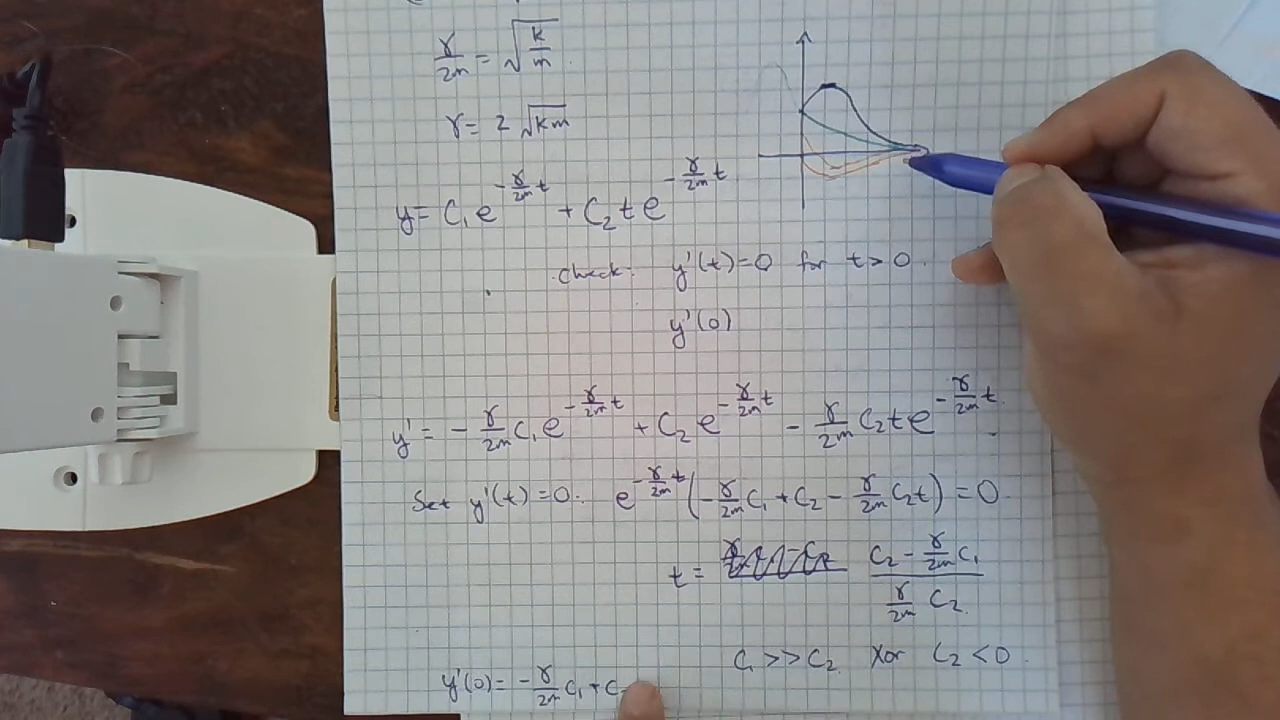 γ/2m = √(k/m).
γ = 2 √km
y = C₁e^(-γ/2m t) + C₂te^(-γ/2m t)
check: y'(t)=0 for t>0.
y'(0)
y' = -γ/2m C₁e^(-γ/2m t) + C₂e^(-γ/2m t) - γ/2m C₂te^(-γ/2m t).
Set y'(t)=0: e^(-γ/2m t)(-γ/2m C₁ + C₂ - γ/2m C₂t) = 0.
t = (C₂ - γ/2m C₁)/(γ/2m C₂)
C₁>>C₂ Xor C₂<0.
y'(0) = -γ/2m C₁ + C